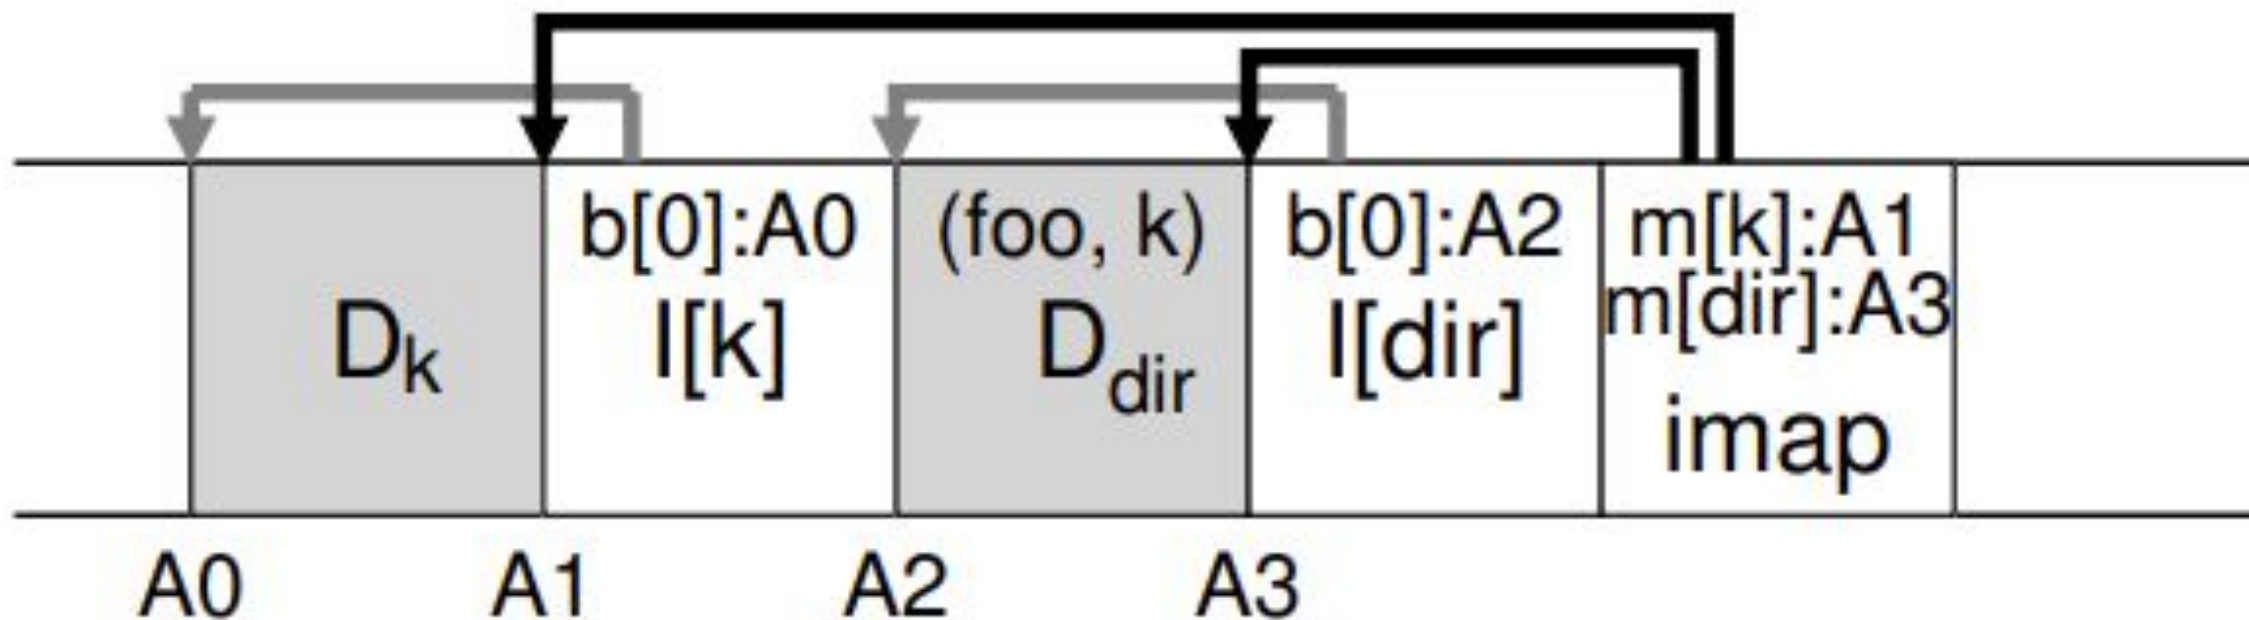 b[0]:A0 (foo, k) b[0]:A2 m[k]:A1
m[dir]:A3
Dk I[k] Ddir I[dir]
imap
A0 A1 A2 A3